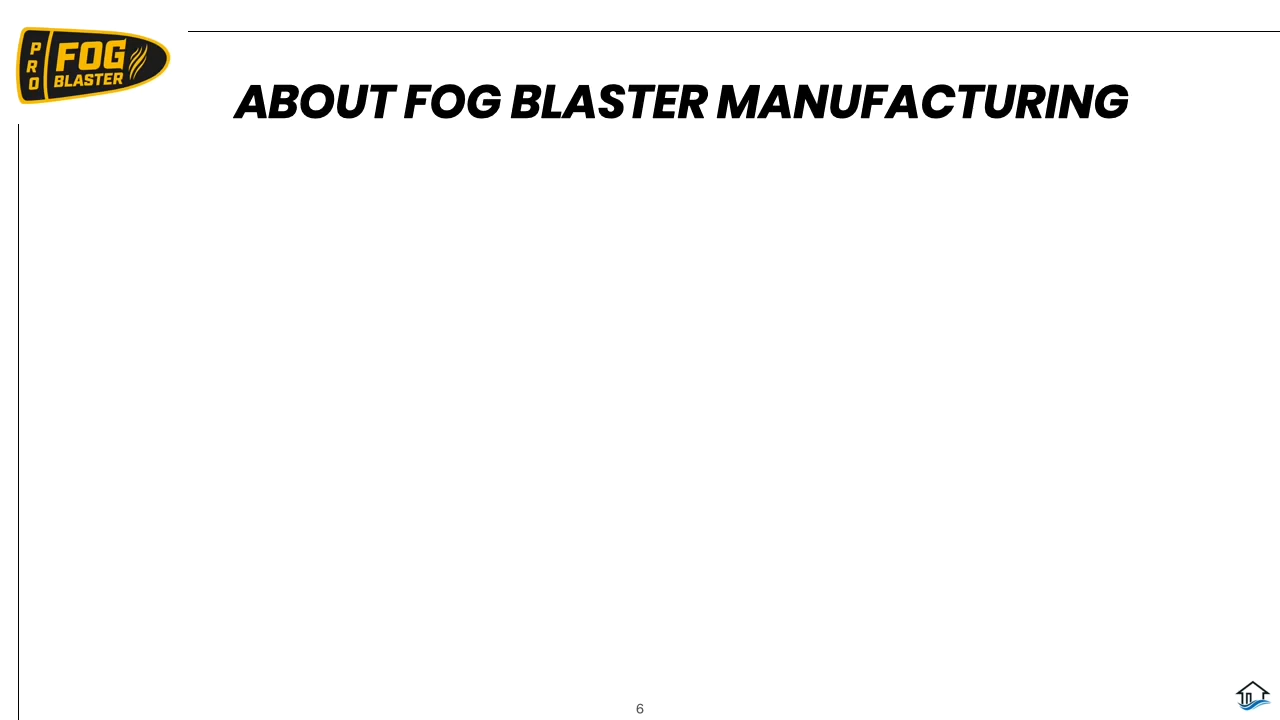 PRO
FOG
BLASTER
ABOUT FOG BLASTER MANUFACTURING
6